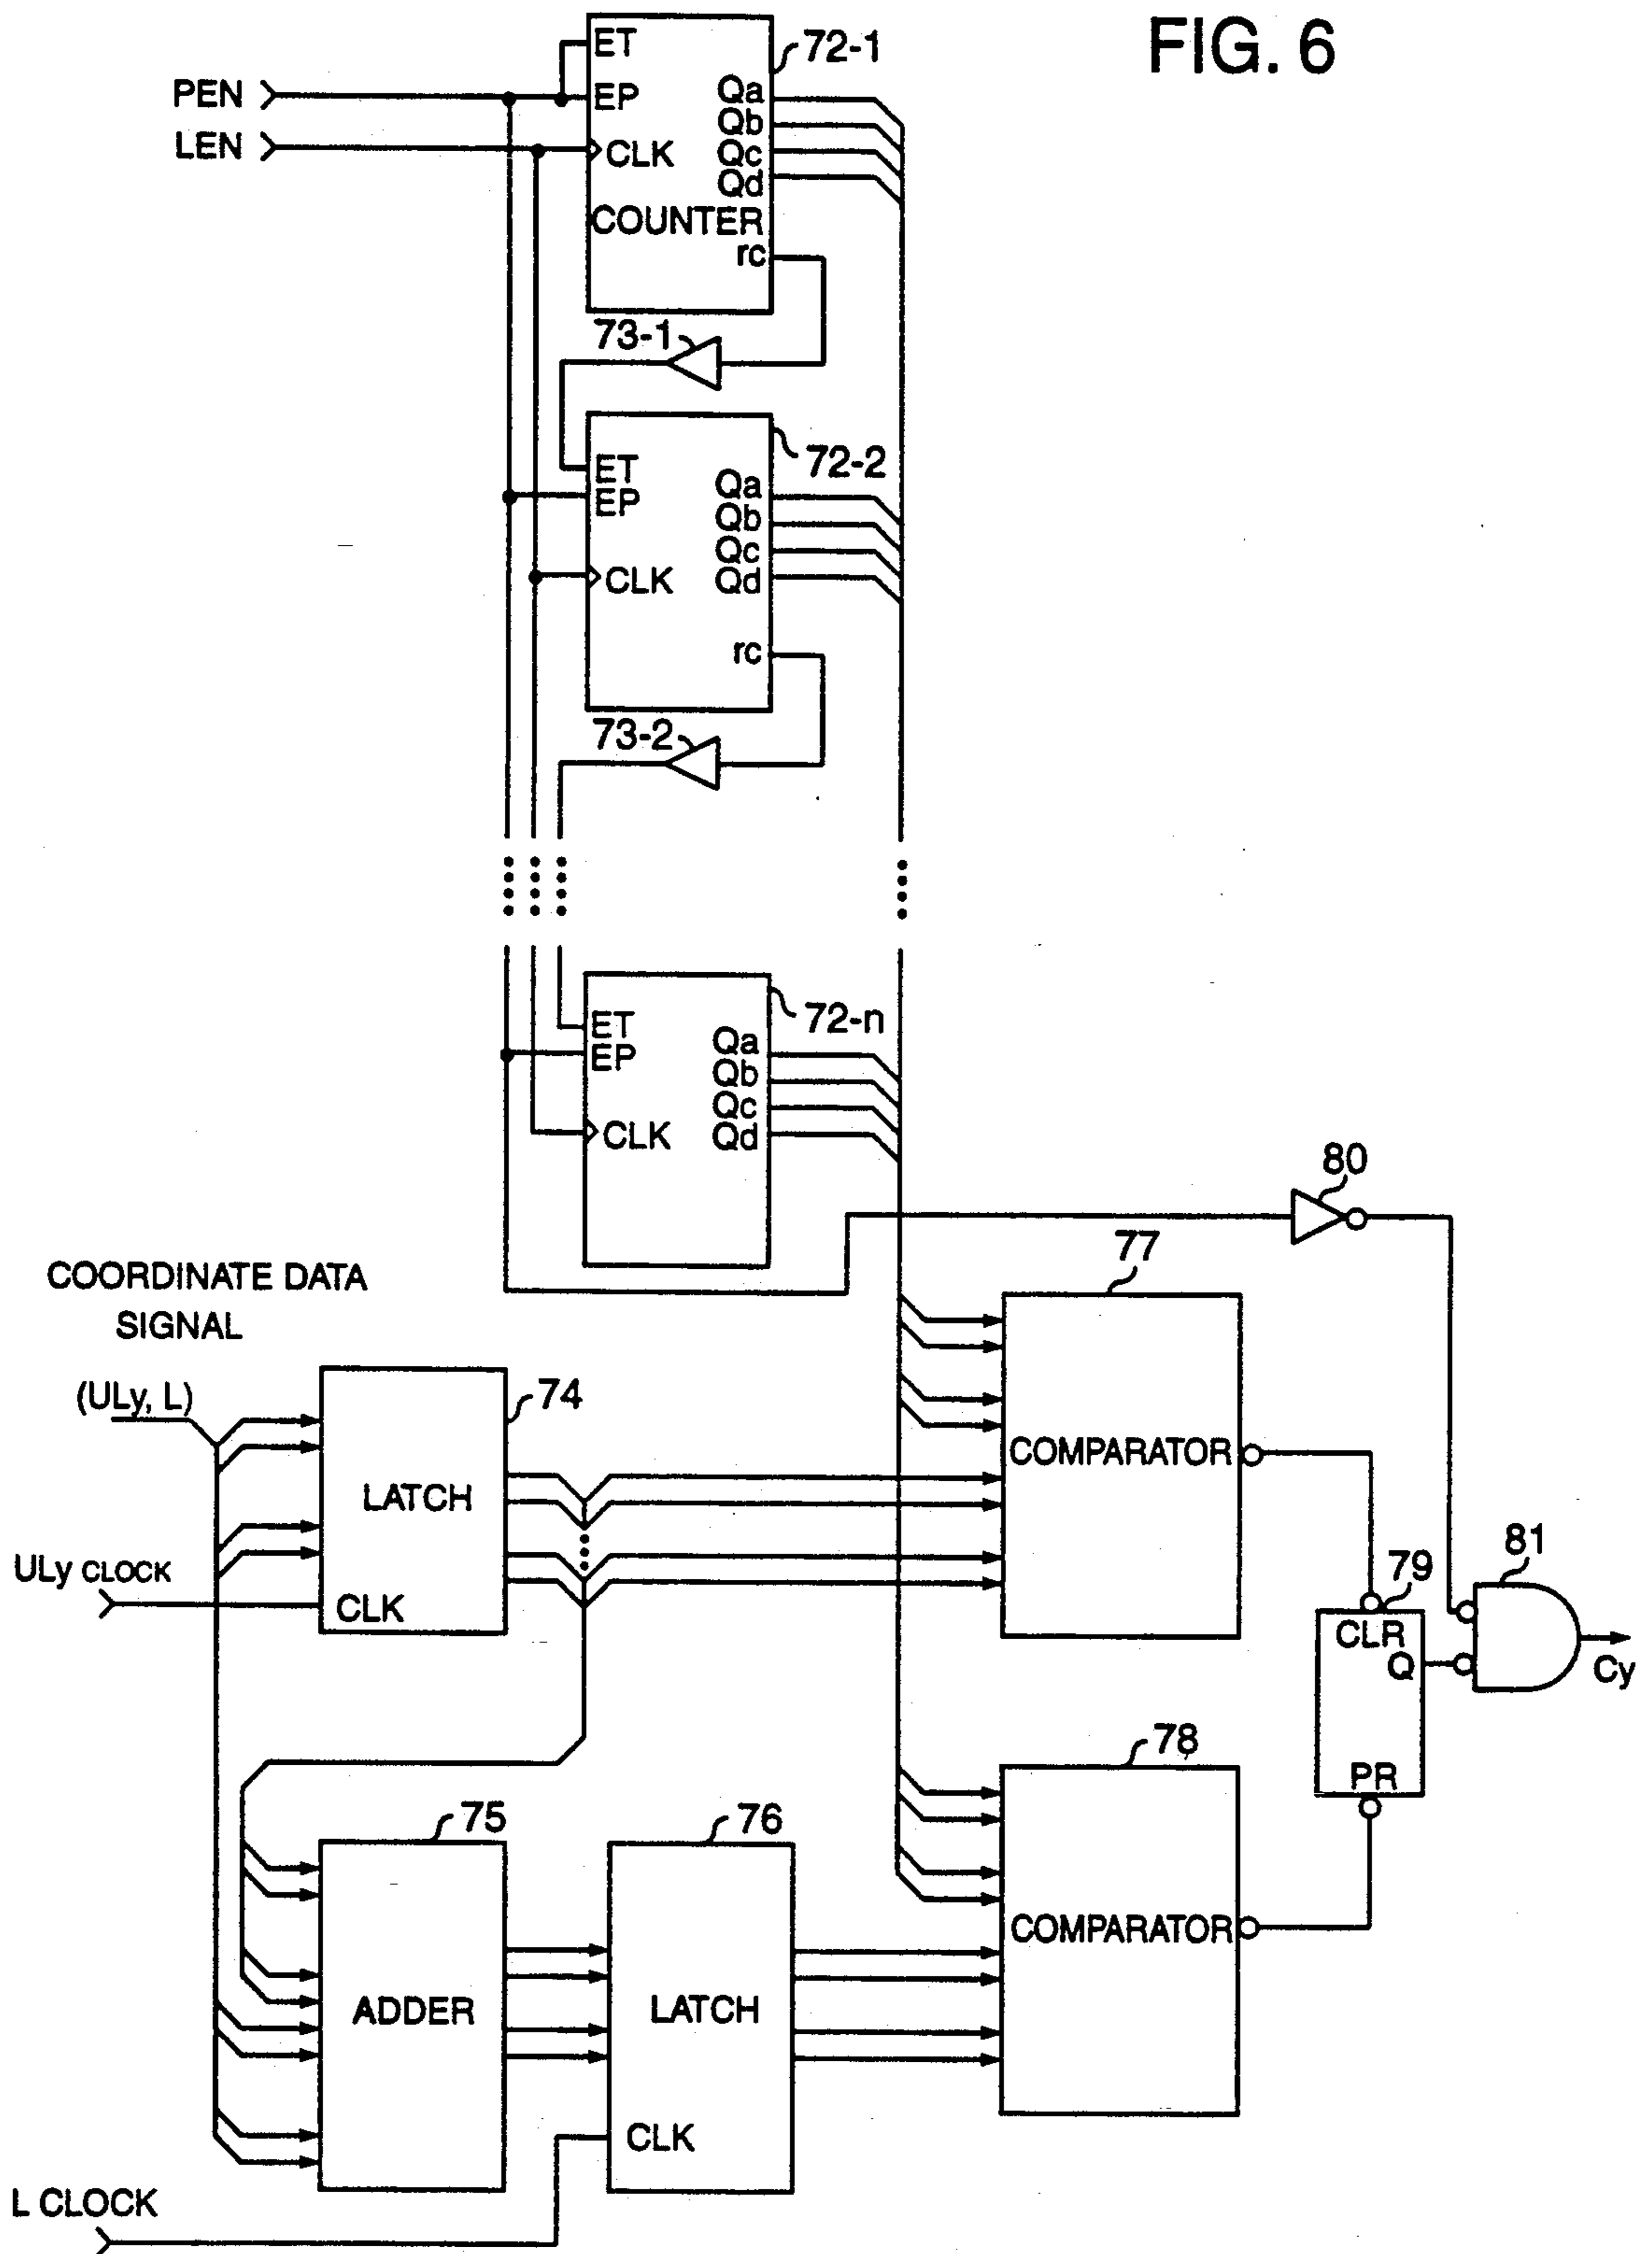 FIG. 6
72-1
ET
PEN
EP
Qa
LEN
CLK
Qb
Qc
Qd
COUNTER
rc
73-1
72-2
ET
EP
Qa
Qb
Qc
CLK
Qd
rc
73-2
72-n
ET
EP
Qa
Qb
Qc
CLK
Qd
80
77
COORDINATE DATA
SIGNAL
(ULy, L)
74
LATCH
COMPARATOR
ULy CLOCK
CLK
79
81
CLR
Q
Cy
PR
78
75
76
COMPARATOR
ADDER
LATCH
CLK
L CLOCK